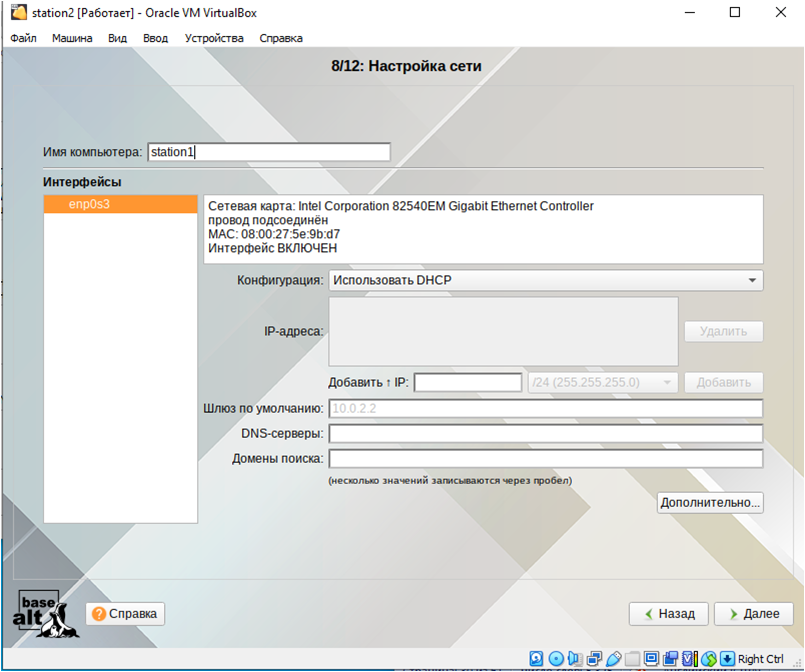 station2 [Работает] - Oracle VM VirtualBox
Файл Машина Вид Ввод Устройства Справка
8/12: Настройка сети
Имя компьютера: station1
Интерфейсы
enp0s3
Сетевая карта: Intel Corporation 82540EM Gigabit Ethernet Controller
провод подсоединён
MAC: 08:00:27:5e:9b:d7
Интерфейс ВКЛЮЧЕН
Конфигурация: Использовать DHCP
IP-адреса: Удалить
Добавить ↑ IP: /24 (255.255.255.0) Добавить
Шлюз по умолчанию: 10.0.2.2
DNS-серверы:
Домены поиска:
(несколько значений записываются через пробел)
Дополнительно...
base
alt
Справка Назад Далее
Right Ctrl